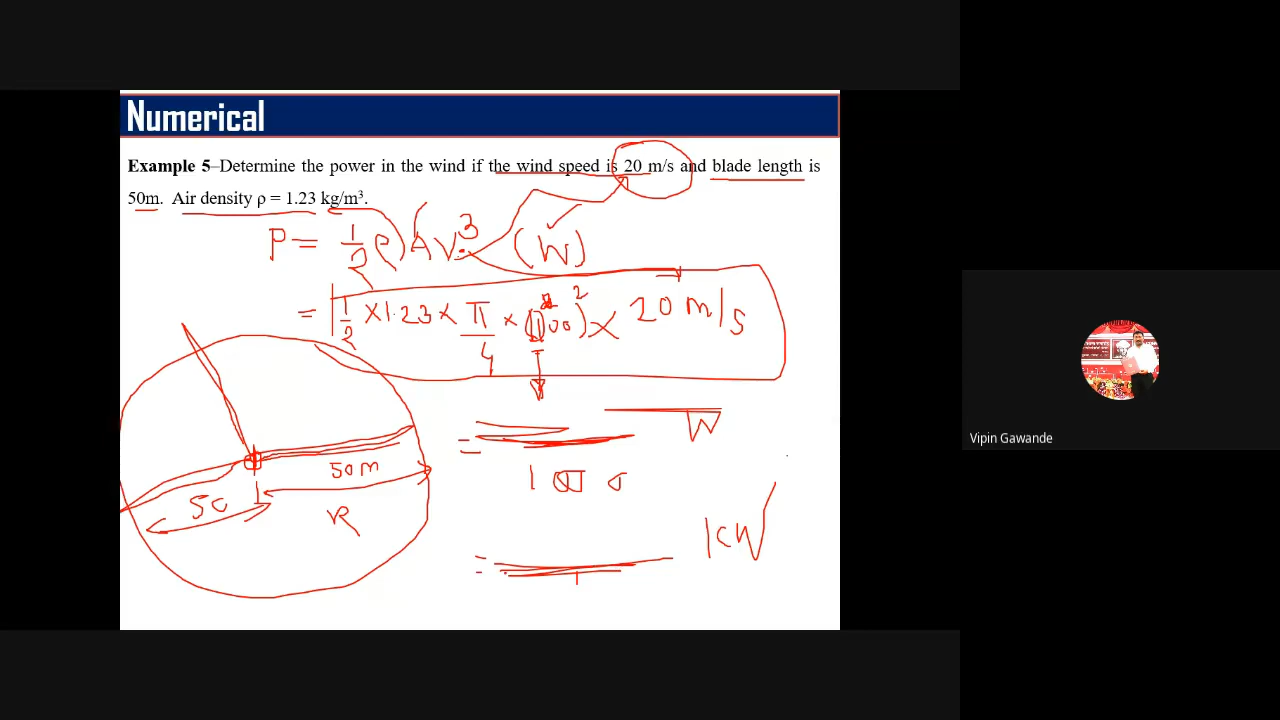 Numerical
Example 5–Determine the power in the wind if the wind speed is 20 m/s and blade length is
50m. Air density ρ = 1.23 kg/m³.
P = 1/2 ρ A V³ (W)
= 1/2 × 1.23 × π/4 × (100)² × 20 m/s
= W
50 m
50
R
KW
Vipin Gawande